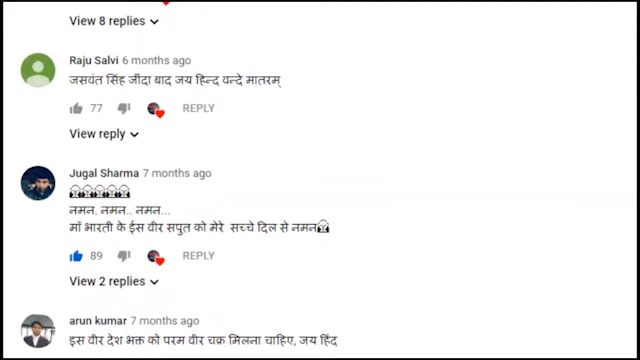 View 8 replies
Raju Salvi 6 months ago
जसवंत सिंह जींदा बाद जय हिन्द वन्दे मातरम्
77 REPLY
View reply
Jugal Sharma 7 months ago
नमन. नमन.. नमन...
माँ भारती के ईस वीर सपुत को मेरे सच्चे दिल से नमन
89 REPLY
View 2 replies
arun kumar 7 months ago
इस वीर देश भक्त को परम वीर चक्र मिलना चाहिए, जय हिंद